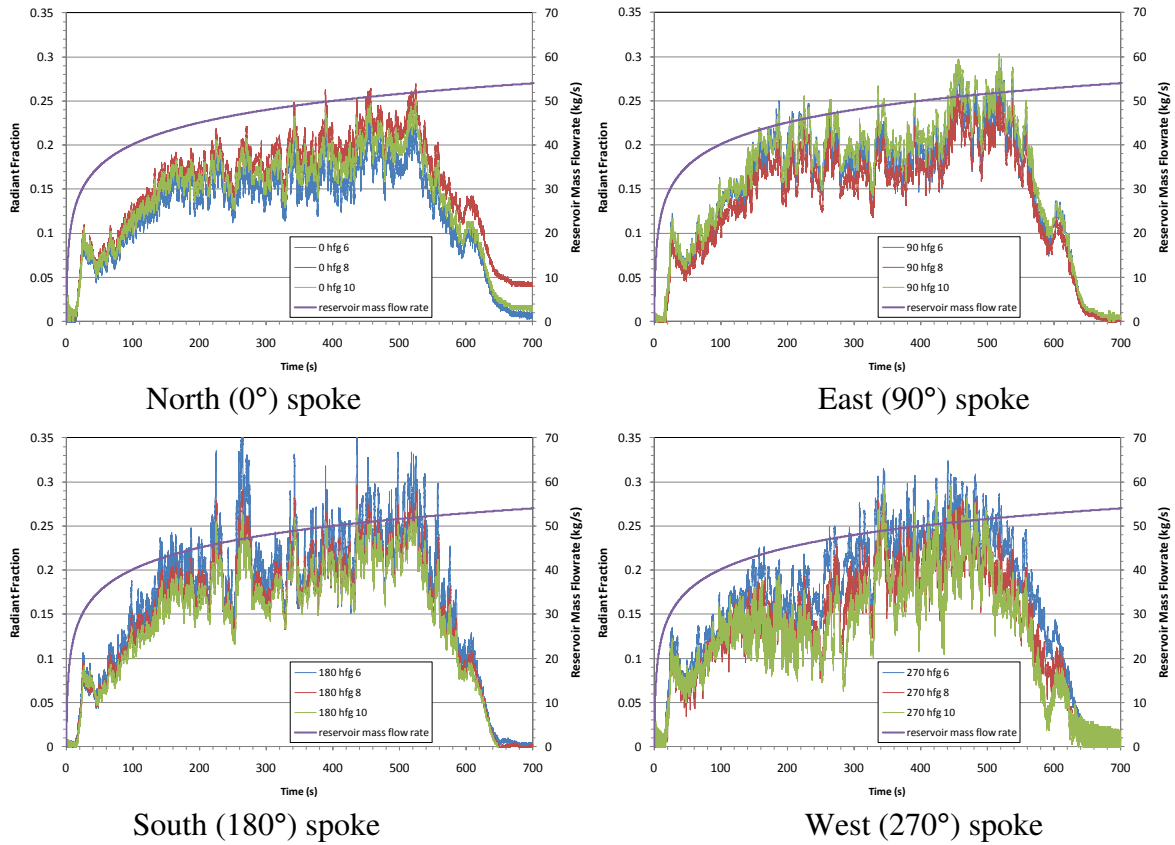 0.35
0.3
0.25
0.2
0.15
0.1
0.05
0
Radiant Fraction
70
60
50
40
30
20
10
0
Reservoir Mass Flowrate (kg/s)
0 hfg 6
0 hfg 8
0 hfg 10
reservoir mass flow rate
0 100 200 300 400 500 600 700
Time (s)
North (0°) spoke
0.35
0.3
0.25
0.2
0.15
0.1
0.05
0
Radiant Fraction
70
60
50
40
30
20
10
0
Reservoir Mass Flowrate (kg/s)
90 hfg 6
90 hfg 8
90 hfg 10
reservoir mass flow rate
0 100 200 300 400 500 600 700
Time (s)
East (90°) spoke
0.35
0.3
0.25
0.2
0.15
0.1
0.05
0
Radiant Fraction
70
60
50
40
30
20
10
0
Reservoir Mass Flowrate (kg/s)
180 hfg 6
180 hfg 8
180 hfg 10
reservoir mass flow rate
0 100 200 300 400 500 600 700
Time (s)
South (180°) spoke
0.35
0.3
0.25
0.2
0.15
0.1
0.05
0
Radiant Fraction
70
60
50
40
30
20
10
0
Reservoir Mass Flowrate (kg/s)
270 hfg 6
270 hfg 8
270 hfg 10
reservoir mass flow rate
0 100 200 300 400 500 600 700
Time (s)
West (270°) spoke